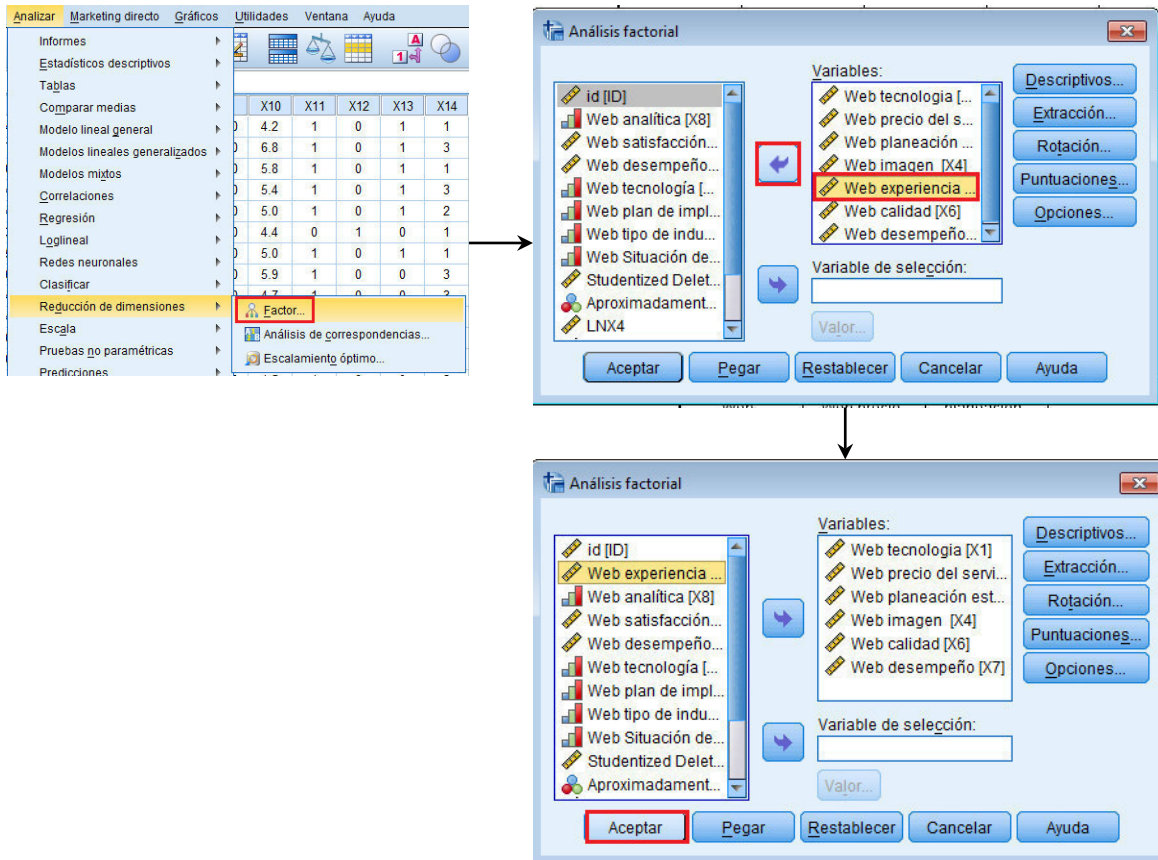 Analizar Marketing directo Gráficos Utilidades Ventana Ayuda
Informes
Estadísticos descriptivos
Tablas
Comparar medias
Modelo lineal general
Modelos lineales generalizados
Modelos mixtos
Correlaciones
Regresión
Loglineal
Redes neuronales
Clasificar
Reducción de dimensiones
Escala
Pruebas no paramétricas
Predicciones
Factor...
Análisis de correspondencias...
Escalamiento óptimo...
X10 X11 X12 X13 X14
4.2 1 0 1 1
6.8 1 0 1 3
5.8 1 0 1 1
5.4 1 0 1 3
5.0 1 0 1 2
4.4 0 1 0 1
5.0 1 0 1 1
5.9 1 0 0 3
4.7 1 0 0
Análisis factorial
id [ID]
Web analítica [X8]
Web satisfacción...
Web desempeño...
Web tecnología [...
Web plan de impl...
Web tipo de indu...
Web Situación de...
Studentized Delet...
Aproximadament...
LNX4
Variables:
Web tecnologia [...
Web precio del s...
Web planeación ...
Web imagen [X4]
Web experiencia ...
Web calidad [X6]
Web desempeño...
Variable de selección:
Valor...
Descriptivos...
Extracción...
Rotación...
Puntuaciones...
Opciones...
Aceptar Pegar Restablecer Cancelar Ayuda
Análisis factorial
id [ID]
Web experiencia ...
Web analítica [X8]
Web satisfacción...
Web desempeño...
Web tecnología [...
Web plan de impl...
Web tipo de indu...
Web Situación de...
Studentized Delet...
Aproximadament...
Variables:
Web tecnologia [X1]
Web precio del servi...
Web planeación est...
Web imagen [X4]
Web calidad [X6]
Web desempeño [X7]
Variable de selección:
Valor...
Descriptivos...
Extracción...
Rotación...
Puntuaciones...
Opciones...
Aceptar Pegar Restablecer Cancelar Ayuda